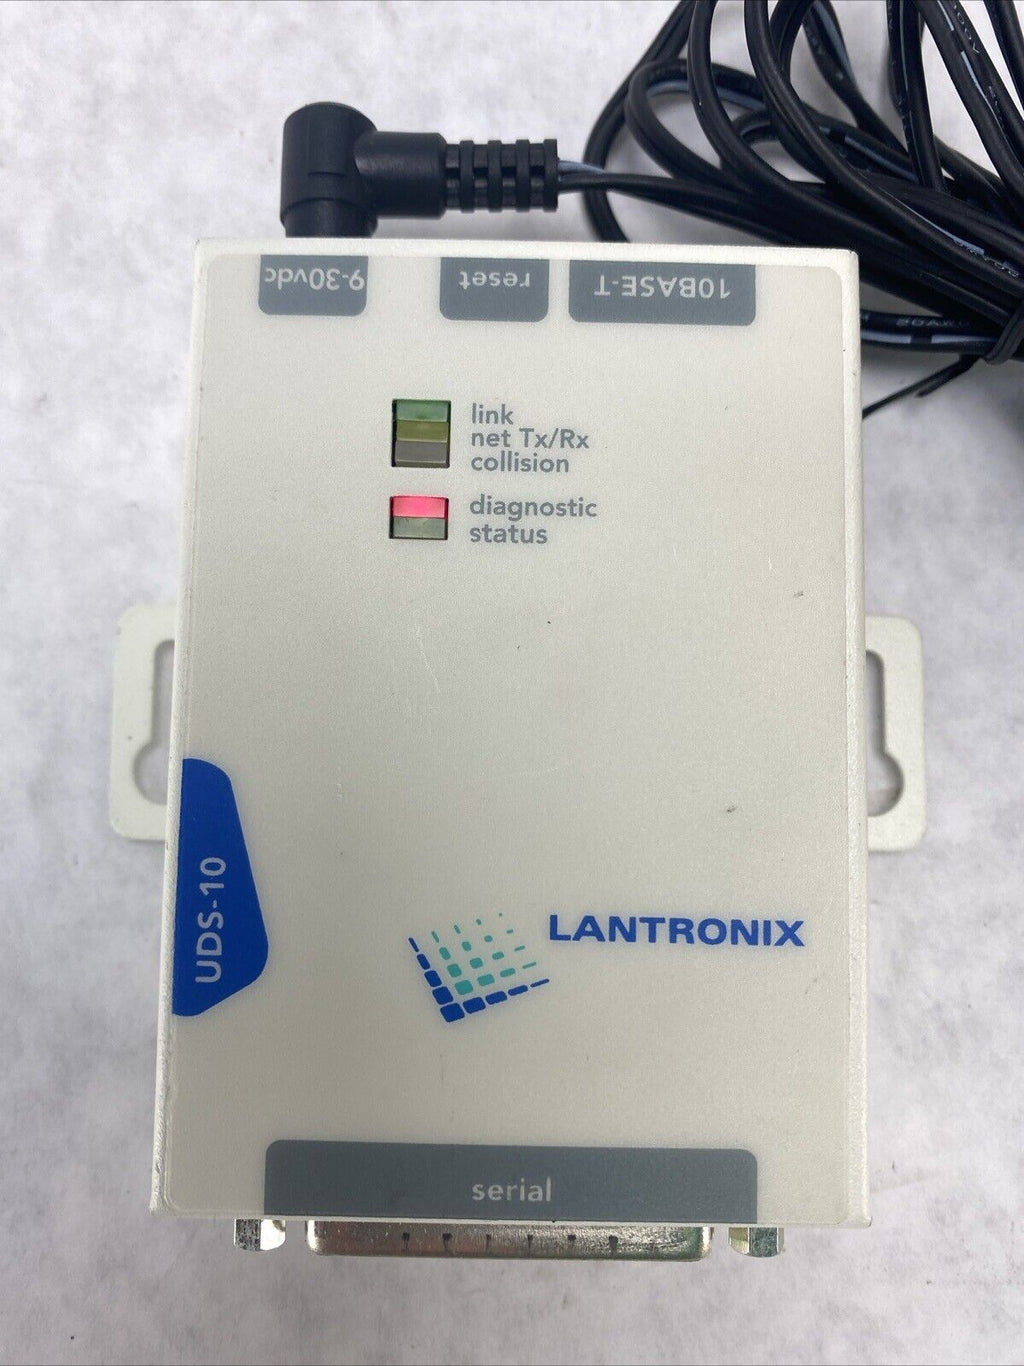 9-30vdc
reset
10BASE-T
link
net Tx/Rx
collision
diagnostic
status
UDS-10
LANTRONIX
serial